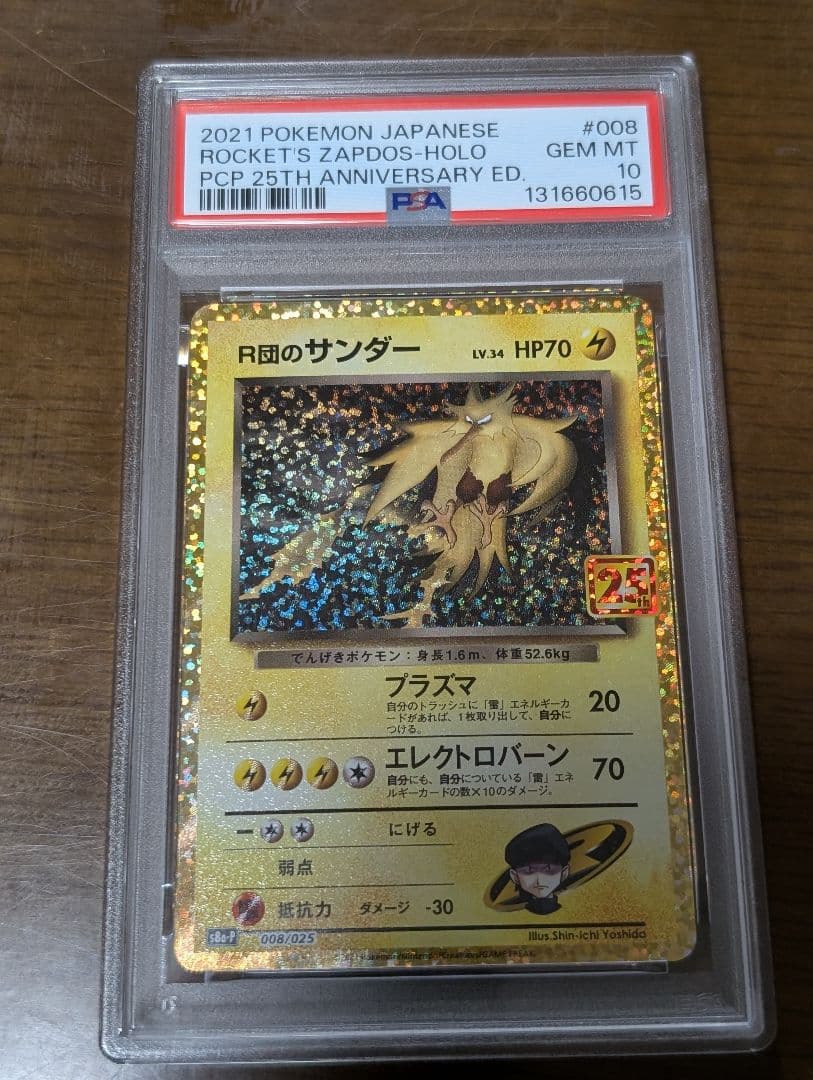 2021 POKEMON JAPANESE #008
ROCKET'S ZAPDOS-HOLO GEM MT
PCP 25TH ANNIVERSARY ED. 10
PSA 131660615
R団のサンダー LV.34 HP70
25th
でんげきポケモン:身長1.6m、体重52.6kg
プラズマ 20
自分のトラッシュに「雷」エネルギーカ
ードがあれば、1枚取り出して、自分に
つける。
エレクトロバーン 70
自分にも、自分についている「雷」エネ
ルギーカードの数×10のダメージ。
にげる
弱点
抵抗力 ダメージ -30
s8a-P 008/025 Illus.Shin-ichi Yoshida
Pokémon/Nintendo/Creatures/GAME FREAK.